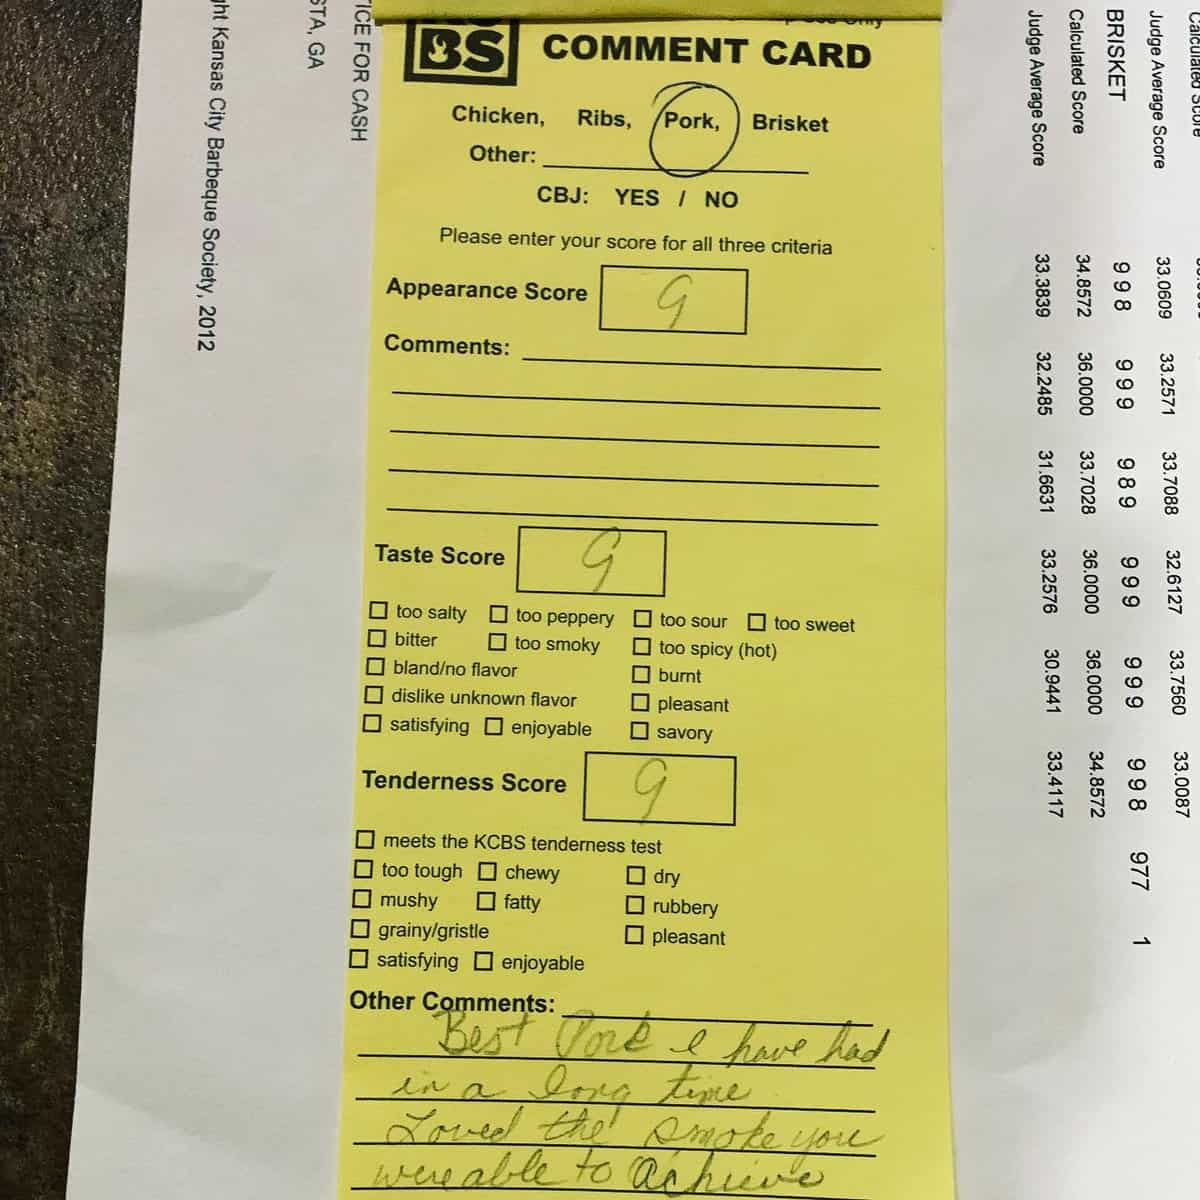 BS COMMENT CARD
Chicken, Ribs, Pork, Brisket
Other:
CBJ: YES / NO
Please enter your score for all three criteria
Appearance Score 9
Comments:
Taste Score 9
☐ too salty ☐ too peppery ☐ too sour ☐ too sweet
☐ bitter ☐ too smoky ☐ too spicy (hot)
☐ bland/no flavor ☐ burnt
☐ dislike unknown flavor ☐ pleasant
☐ satisfying ☐ enjoyable ☐ savory
Tenderness Score 9
☐ meets the KCBS tenderness test
☐ too tough ☐ chewy ☐ dry
☐ mushy ☐ fatty ☐ rubbery
☐ grainy/gristle ☐ pleasant
☐ satisfying ☐ enjoyable
Other Comments:
Best Pork I have had
in a long time
Loved the smoke you
were able to achieve
Judge Average Score 33.0609 33.2571 33.7088 32.6127 33.7560 33.0087
BRISKET 9 9 8 9 9 9 9 8 9 9 9 9 9 9 9 9 9 8 977 1
Calculated Score 34.8572 36.0000 33.7028 36.0000 36.0000 34.8572
Judge Average Score 33.3839 32.2485 31.6631 33.2576 30.9441 33.4117
ICE FOR CASH
STA, GA
ght Kansas City Barbeque Society, 2012